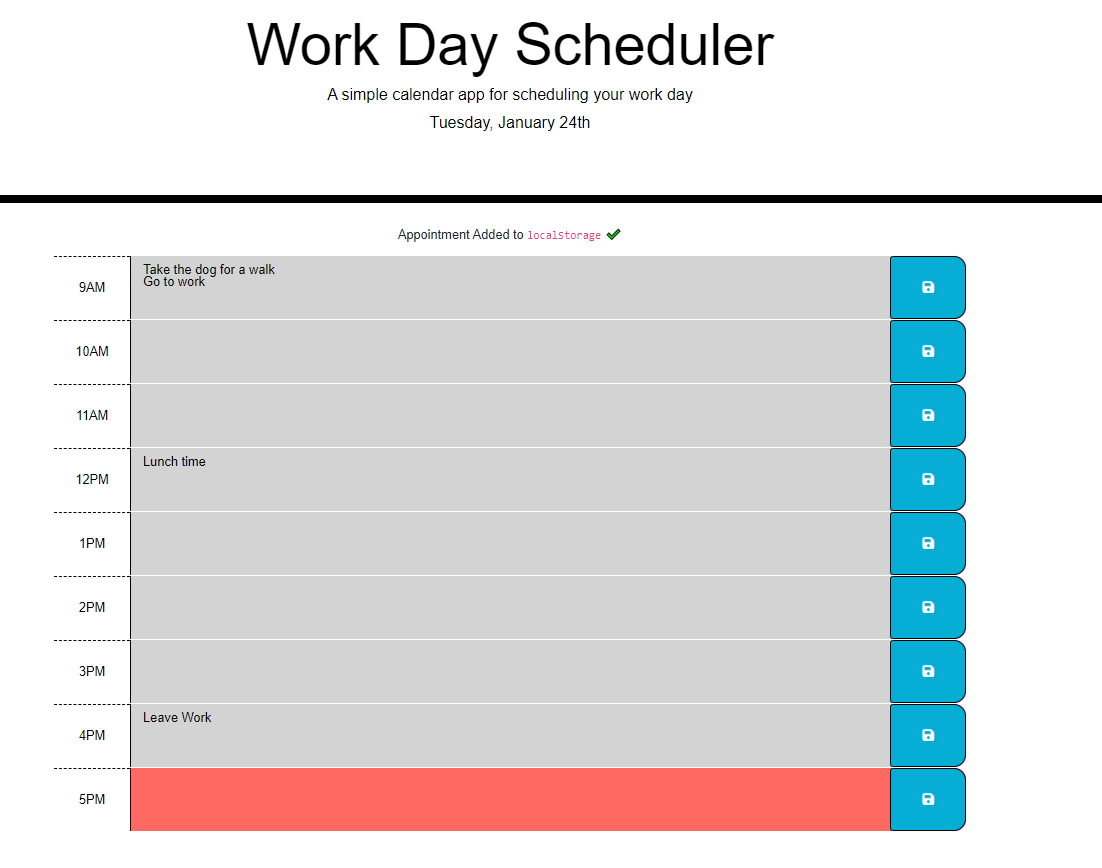 Work Day Scheduler
A simple calendar app for scheduling your work day
Tuesday, January 24th
Appointment Added to localStorage ✔
9AM
Take the dog for a walk
Go to work
10AM
11AM
12PM
Lunch time
1PM
2PM
3PM
4PM
Leave Work
5PM